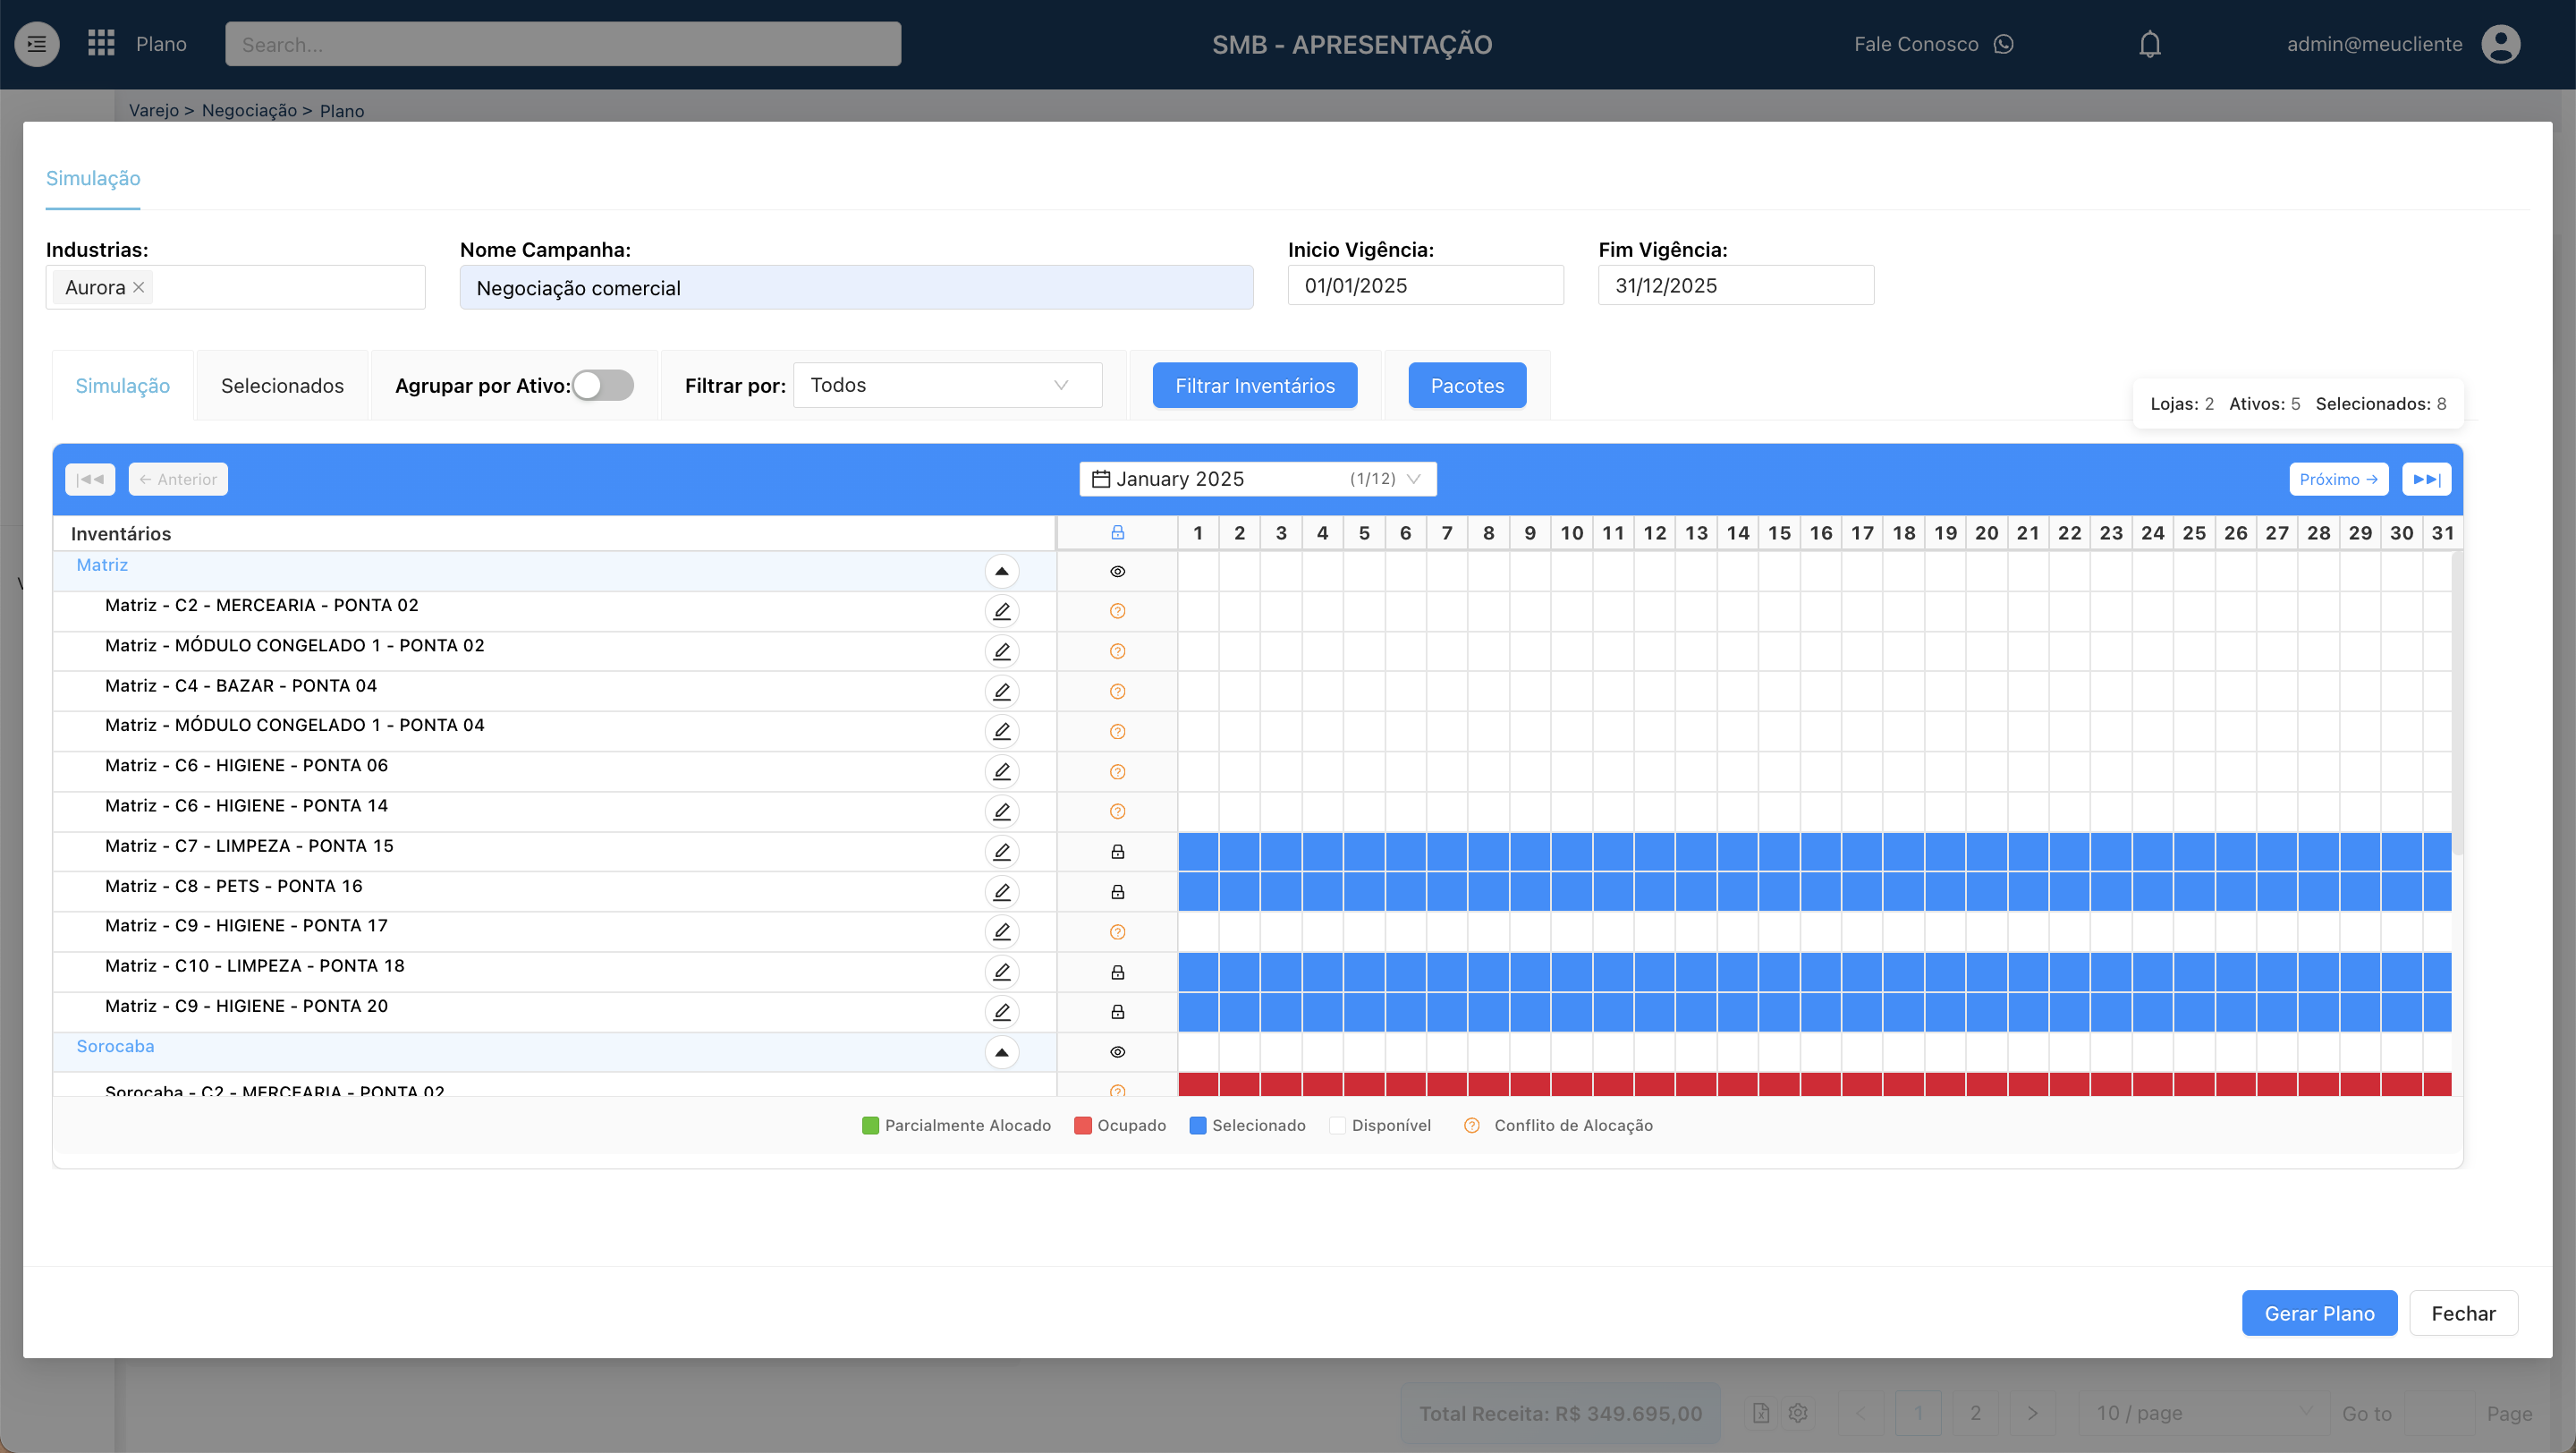 Plano
Search...
SMB - APRESENTAÇÃO
Fale Conosco
admin@meucliente
Varejo > Negociação > Plano
Simulação
Industrias:
Nome Campanha:
Inicio Vigência:
Fim Vigência:
Aurora
Negociação comercial
01/01/2025
31/12/2025
Simulação
Selecionados
Agrupar por Ativo:
Filtrar por:
Todos
Filtrar Inventários
Pacotes
Lojas: 2 Ativos: 5 Selecionados: 8
← Anterior
January 2025
(1/12)
Próximo →
Inventários
1 2 3 4 5 6 7 8 9 10 11 12 13 14 15 16 17 18 19 20 21 22 23 24 25 26 27 28 29 30 31
Matriz
Matriz - C2 - MERCEARIA - PONTA 02
Matriz - MÓDULO CONGELADO 1 - PONTA 02
Matriz - C4 - BAZAR - PONTA 04
Matriz - MÓDULO CONGELADO 1 - PONTA 04
Matriz - C6 - HIGIENE - PONTA 06
Matriz - C6 - HIGIENE - PONTA 14
Matriz - C7 - LIMPEZA - PONTA 15
Matriz - C8 - PETS - PONTA 16
Matriz - C9 - HIGIENE - PONTA 17
Matriz - C10 - LIMPEZA - PONTA 18
Matriz - C9 - HIGIENE - PONTA 20
Sorocaba
Sorocaba - C2 - MERCEARIA - PONTA 02
Parcialmente Alocado
Ocupado
Selecionado
Disponível
Conflito de Alocação
Gerar Plano
Fechar
Total Receita: R$ 349.695,00
1
2
10 / page
Go to
Page